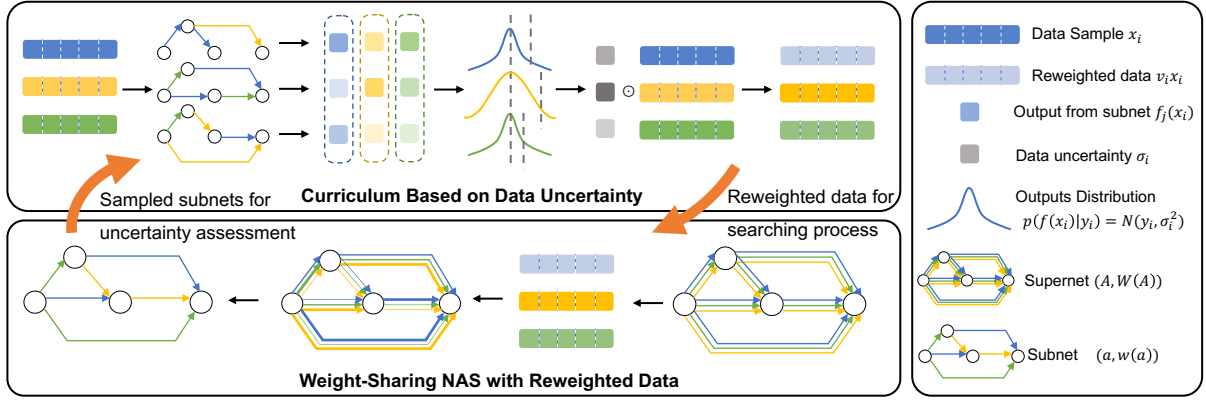 Sampled subnets for
uncertainty assessment
Curriculum Based on Data Uncertainty
Reweighted data for
searching process
⊙
Weight-Sharing NAS with Reweighted Data
Data Sample x_i
Reweighted data v_i x_i
Output from subnet f_j(x_i)
Data uncertainty σ_i
Outputs Distribution
p(f(x_i)|y_i) = N(y_i, σ_i^2)
Supernet (A, W(A))
Subnet (a, w(a))